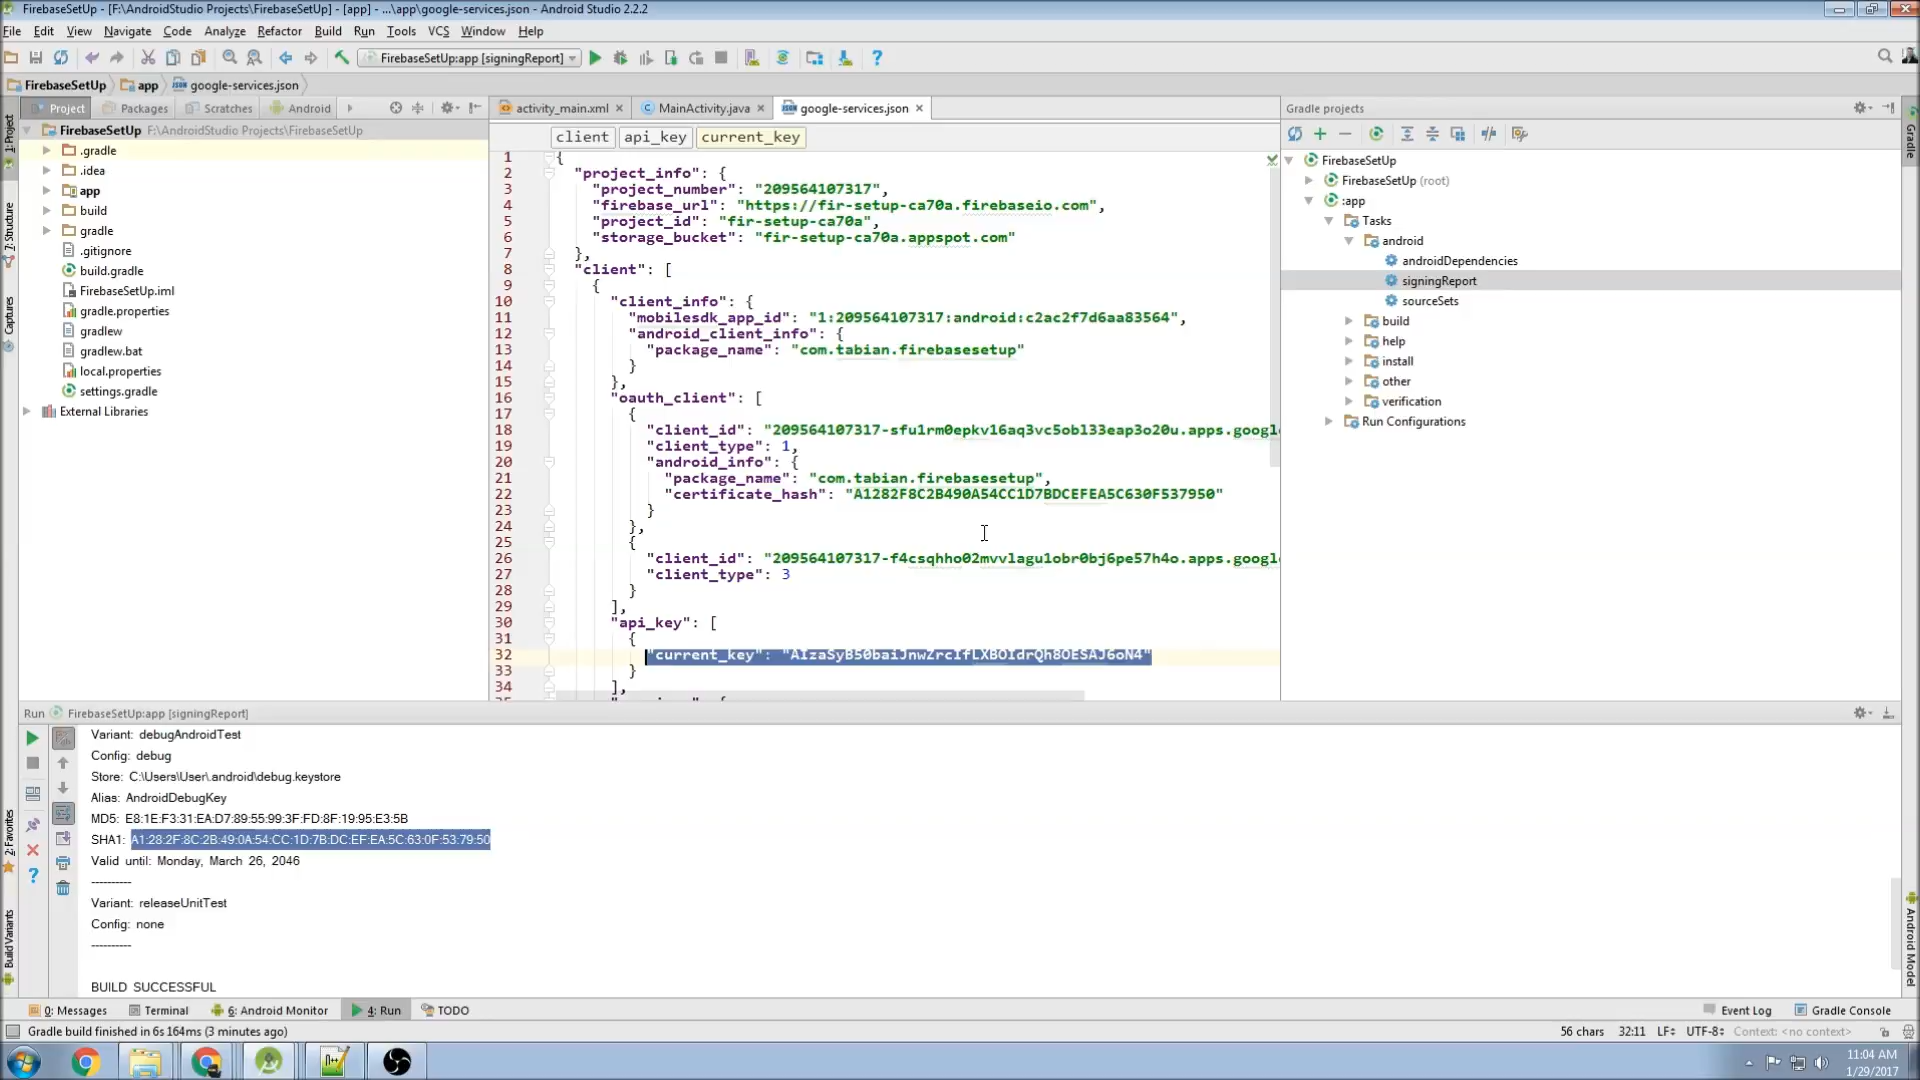 FirebaseSetUp - [F:\AndroidStudio Projects\FirebaseSetUp] - [app] - ...\app\google-services.json - Android Studio 2.2.2
File Edit View Navigate Code Analyze Refactor Build Run Tools VCS Window Help
FirebaseSetUp:app [signingReport]
FirebaseSetUp app google-services.json
Project Packages Scratches Android
activity_main.xml MainActivity.java google-services.json
Gradle projects
1: Project
7: Structure
Captures
2: Favorites
Build Variants
FirebaseSetUp F:\AndroidStudio Projects\FirebaseSetUp
.gradle
.idea
app
build
gradle
.gitignore
build.gradle
FirebaseSetUp.iml
gradle.properties
gradlew
gradlew.bat
local.properties
settings.gradle
External Libraries
client api_key current_key
1 {
2 "project_info": {
3 "project_number": "209564107317",
4 "firebase_url": "https://fir-setup-ca70a.firebaseio.com",
5 "project_id": "fir-setup-ca70a",
6 "storage_bucket": "fir-setup-ca70a.appspot.com"
7 },
8 "client": [
9 {
10 "client_info": {
11 "mobilesdk_app_id": "1:209564107317:android:c2ac2f7d6aa83564",
12 "android_client_info": {
13 "package_name": "com.tabian.firebasesetup"
14 }
15 },
16 "oauth_client": [
17 {
18 "client_id": "209564107317-sfu1rm0epkv16aq3vc5obl33eap3o20u.apps.googl
19 "client_type": 1,
20 "android_info": {
21 "package_name": "com.tabian.firebasesetup",
22 "certificate_hash": "A1282F8C2B490A54CC1D7BDCEFEA5C630F537950"
23 }
24 },
25 {
26 "client_id": "209564107317-f4csqhho02mvvlagu1obr0bj6pe57h4o.apps.googl
27 "client_type": 3
28 }
29 ],
30 "api_key": [
31 {
32 "current_key": "AIzaSyB50baiJnwZrcIfLXBOIdrQh8OESAJ6oN4"
33 }
34 ],
FirebaseSetUp
FirebaseSetUp (root)
:app
Tasks
android
androidDependencies
signingReport
sourceSets
build
help
install
other
verification
Run Configurations
Gradle
Android Model
Run FirebaseSetUp:app [signingReport]
Variant: debugAndroidTest
Config: debug
Store: C:\Users\User\.android\debug.keystore
Alias: AndroidDebugKey
MD5: E8:1E:F3:31:EA:D7:89:55:99:3F:FD:8F:19:95:E3:5B
SHA1: A1:28:2F:8C:2B:49:0A:54:CC:1D:7B:DC:EF:EA:5C:63:0F:53:79:50
Valid until: Monday, March 26, 2046
----------
Variant: releaseUnitTest
Config: none
----------
BUILD SUCCESSFUL
0: Messages Terminal 6: Android Monitor 4: Run TODO Event Log Gradle Console
Gradle build finished in 6s 164ms (3 minutes ago) 56 chars 32:11 LF UTF-8 Context: <no context>
11:04 AM
1/29/2017